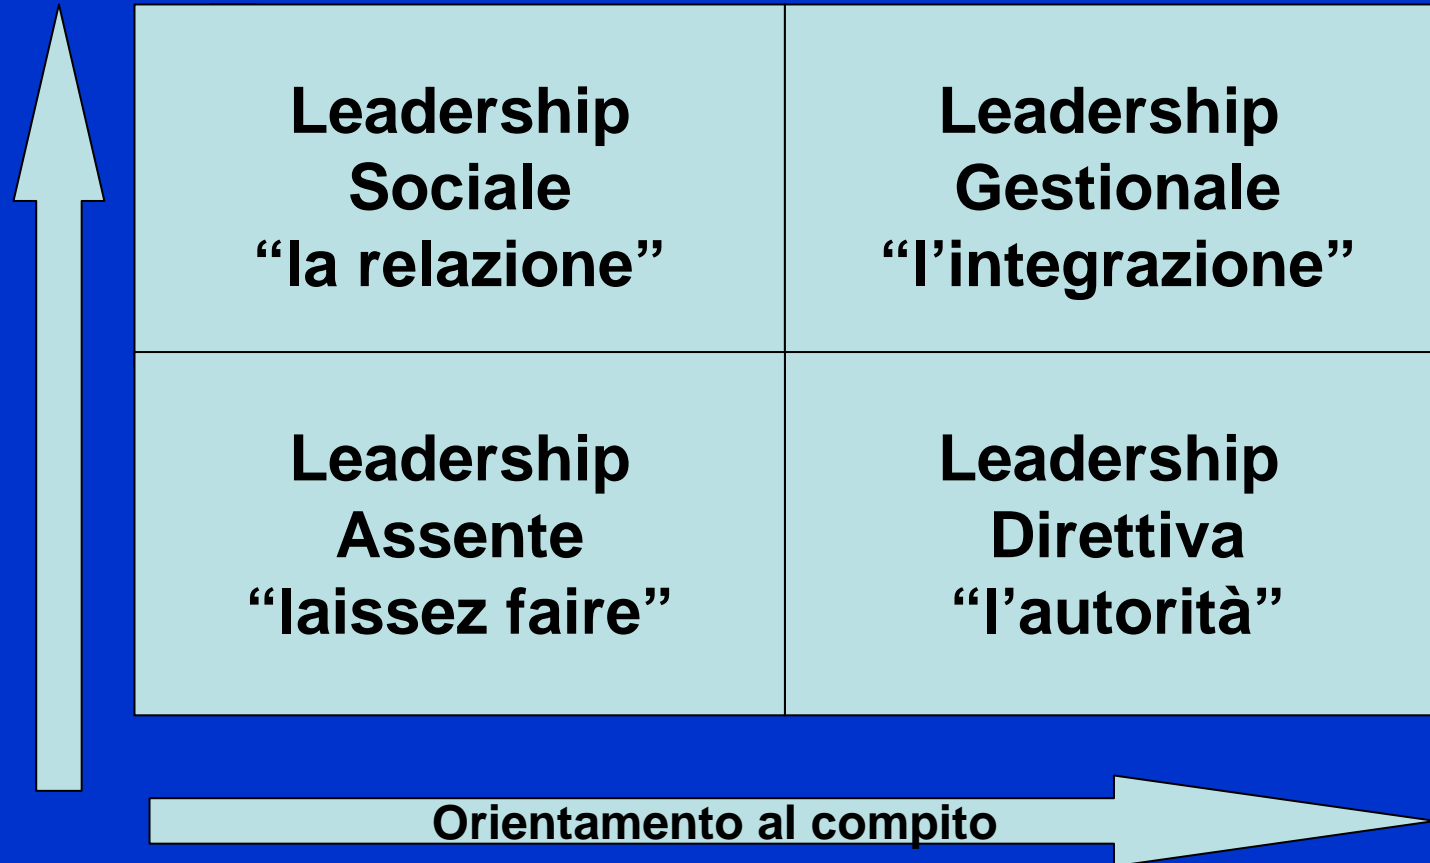 Leadership
Sociale
“la relazione”
Leadership
Gestionale
“l’integrazione”
Leadership
Assente
“laissez faire”
Leadership
Direttiva
“l’autorità”
Orientamento al compito